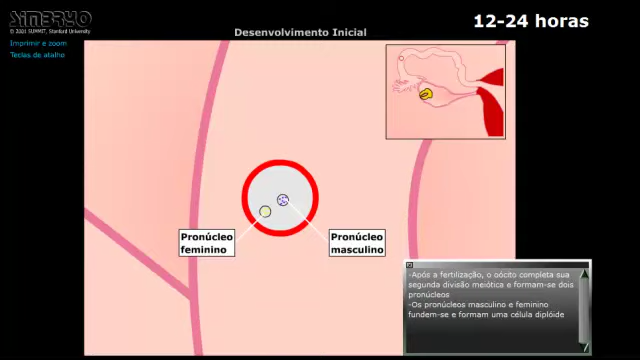 SIMBRYO
© 2001 SUMMIT, Stanford University
Imprimir e zoom
Teclas de atalho
Desenvolvimento Inicial
12-24 horas
Pronúcleo
feminino
Pronúcleo
masculino
-Após a fertilização, o oócito completa sua
segunda divisão meiótica e formam-se dois
pronúcleos
-Os pronúcleos masculino e feminino
fundem-se e formam uma célula diplóide